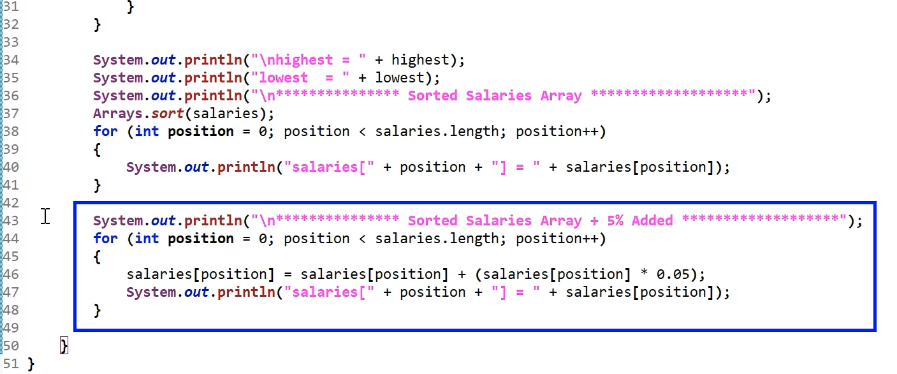 31             }
32         }
33
34         System.out.println("\nhighest = " + highest);
35         System.out.println("lowest  = " + lowest);
36         System.out.println("\n*************** Sorted Salaries Array *******************");
37         Arrays.sort(salaries);
38         for (int position = 0; position < salaries.length; position++)
39         {
40             System.out.println("salaries[" + position + "] = " + salaries[position]);
41         }
42
43         System.out.println("\n*************** Sorted Salaries Array + 5% Added *******************");
44         for (int position = 0; position < salaries.length; position++)
45         {
46             salaries[position] = salaries[position] + (salaries[position] * 0.05);
47             System.out.println("salaries[" + position + "] = " + salaries[position]);
48         }
49
50     }
51 }